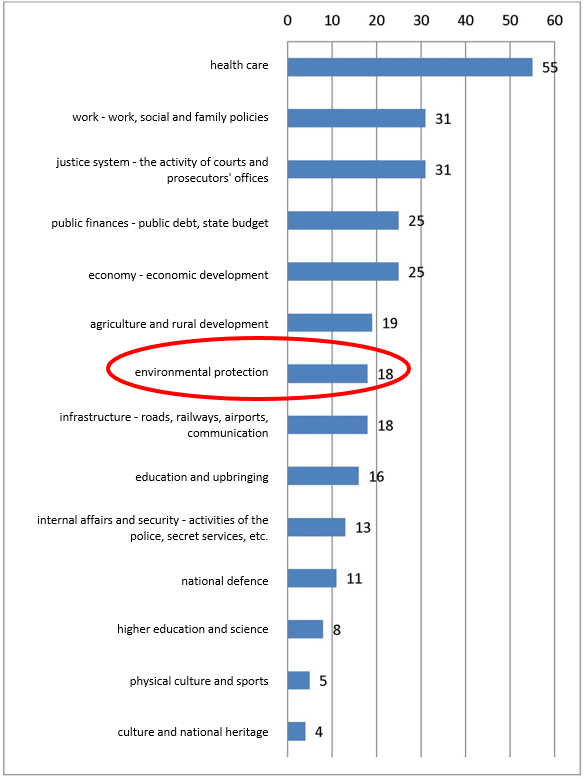 0 10 20 30 40 50 60
health care 55
work - work, social and family policies 31
justice system - the activity of courts and
prosecutors' offices 31
public finances - public debt, state budget 25
economy - economic development 25
agriculture and rural development 19
environmental protection 18
infrastructure - roads, railways, airports,
communication 18
education and upbringing 16
internal affairs and security - activities of the
police, secret services, etc. 13
national defence 11
higher education and science 8
physical culture and sports 5
culture and national heritage 4